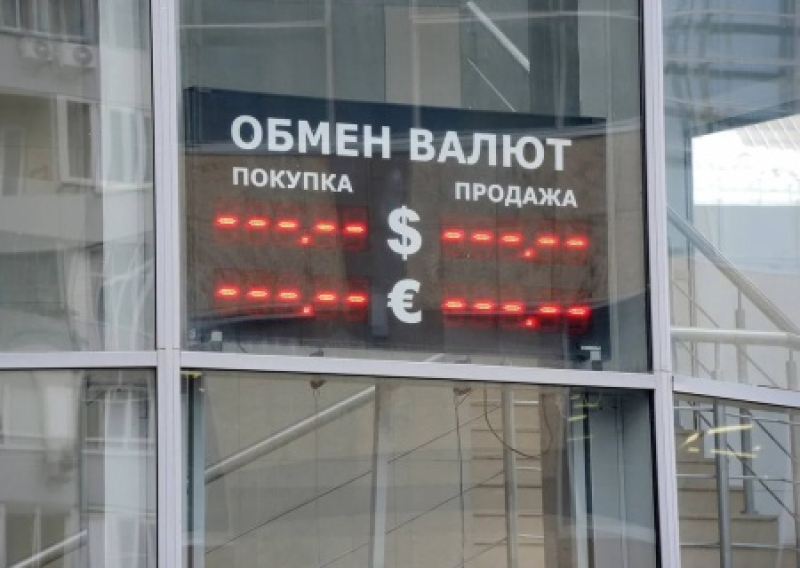 ОБМЕН ВАЛЮТ
ПОКУПКА ПРОДАЖА
---.-- $ ---.--
---.-- € ---.--